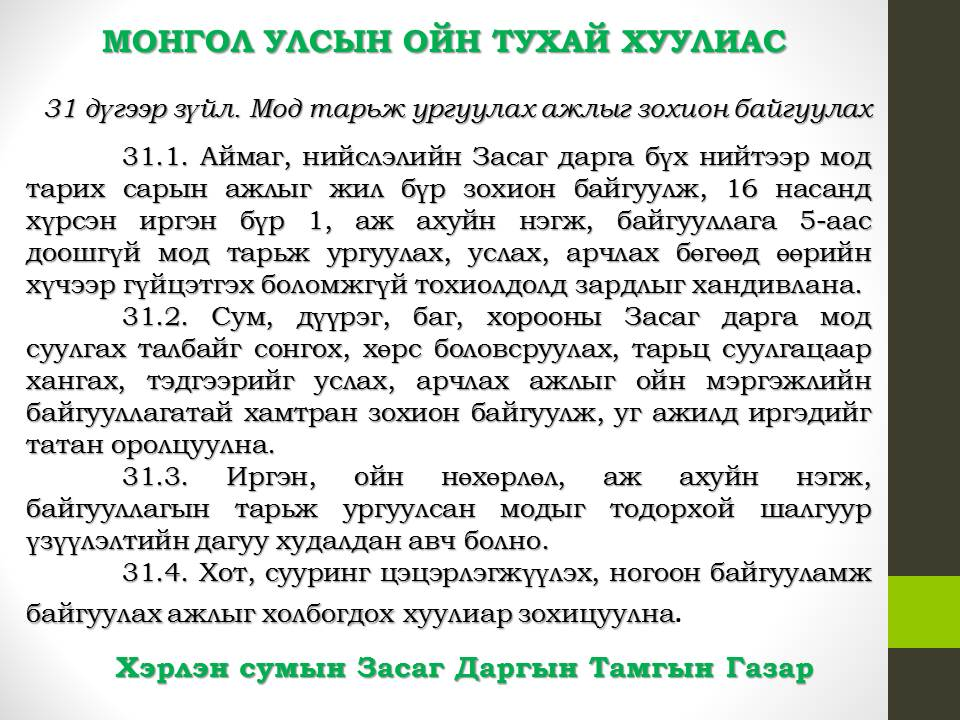 МОНГОЛ УЛСЫН ОЙН ТУХАЙ ХУУЛИАС
31 дүгээр зүйл. Мод тарьж ургуулах ажлыг зохион байгуулах
31.1. Аймаг, нийслэлийн Засаг дарга бүх нийтээр мод
тарих сарын ажлыг жил бүр зохион байгуулж, 16 насанд
хүрсэн иргэн бүр 1, аж ахуйн нэгж, байгууллага 5-аас
доошгүй мод тарьж ургуулах, услах, арчлах бөгөөд өөрийн
хүчээр гүйцэтгэх боломжгүй тохиолдолд зардлыг хандивлана.
31.2. Сум, дүүрэг, баг, хорооны Засаг дарга мод
суулгах талбайг сонгох, хөрс боловсруулах, тарьц суулгацаар
хангах, тэдгээрийг услах, арчлах ажлыг ойн мэргэжлийн
байгууллагатай хамтран зохион байгуулж, уг ажилд иргэдийг
татан оролцуулна.
31.3. Иргэн, ойн нөхөрлөл, аж ахуйн нэгж,
байгууллагын тарьж ургуулсан модыг тодорхой шалгуур
үзүүлэлтийн дагуу худалдан авч болно.
31.4. Хот, сууринг цэцэрлэгжүүлэх, ногоон байгууламж
байгуулах ажлыг холбогдох хуулиар зохицуулна.
Хэрлэн сумын Засаг Даргын Тамгын Газар